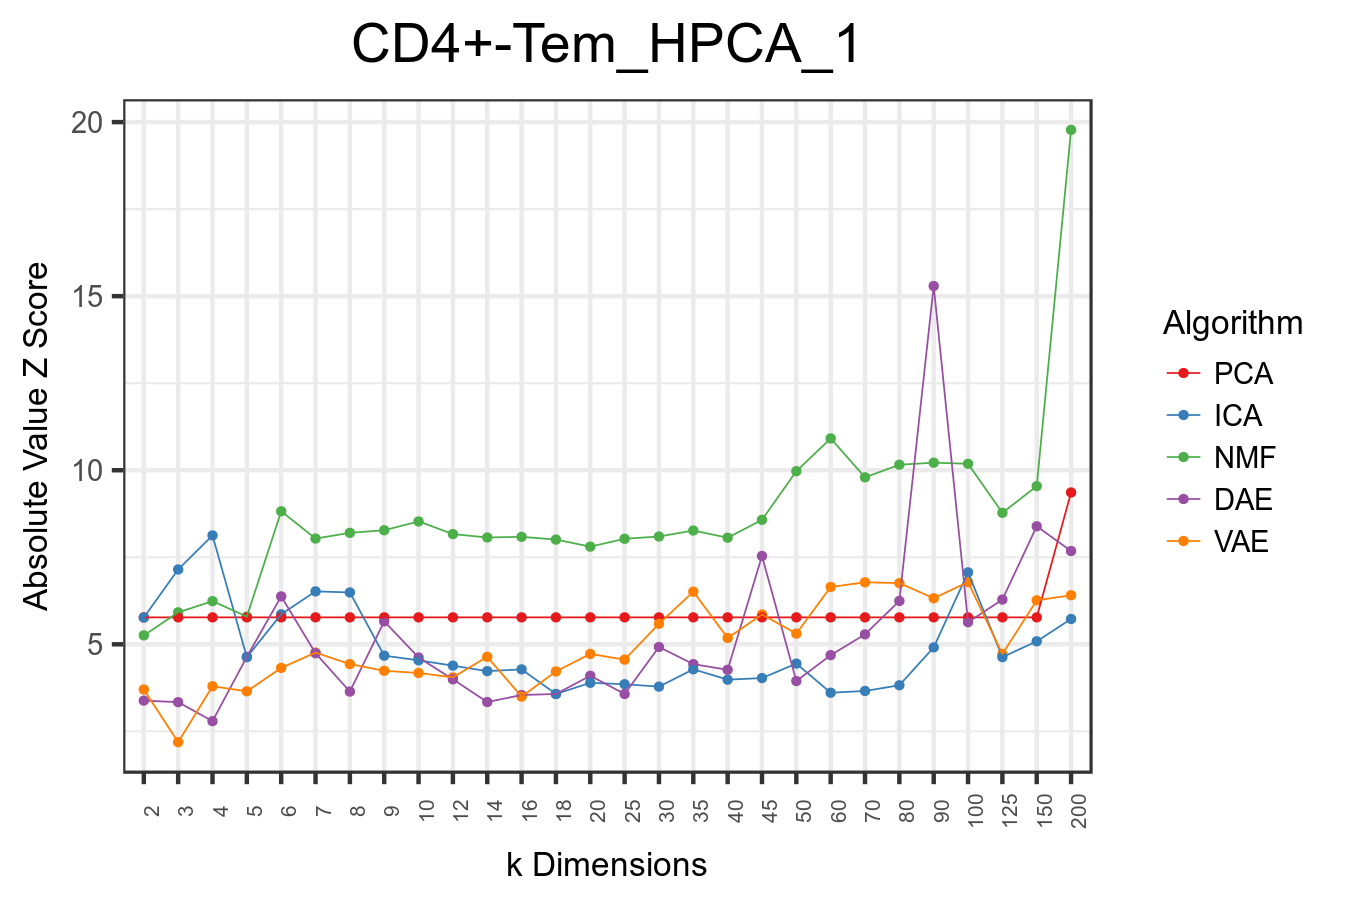 CD4+-Tem_HPCA_1
Absolute Value Z Score
20
15
10
5
2 3 4 5 6 7 8 9 10 12 14 16 18 20 25 30 35 40 45 50 60 70 80 90 100 125 150 200
k Dimensions
Algorithm
PCA
ICA
NMF
DAE
VAE